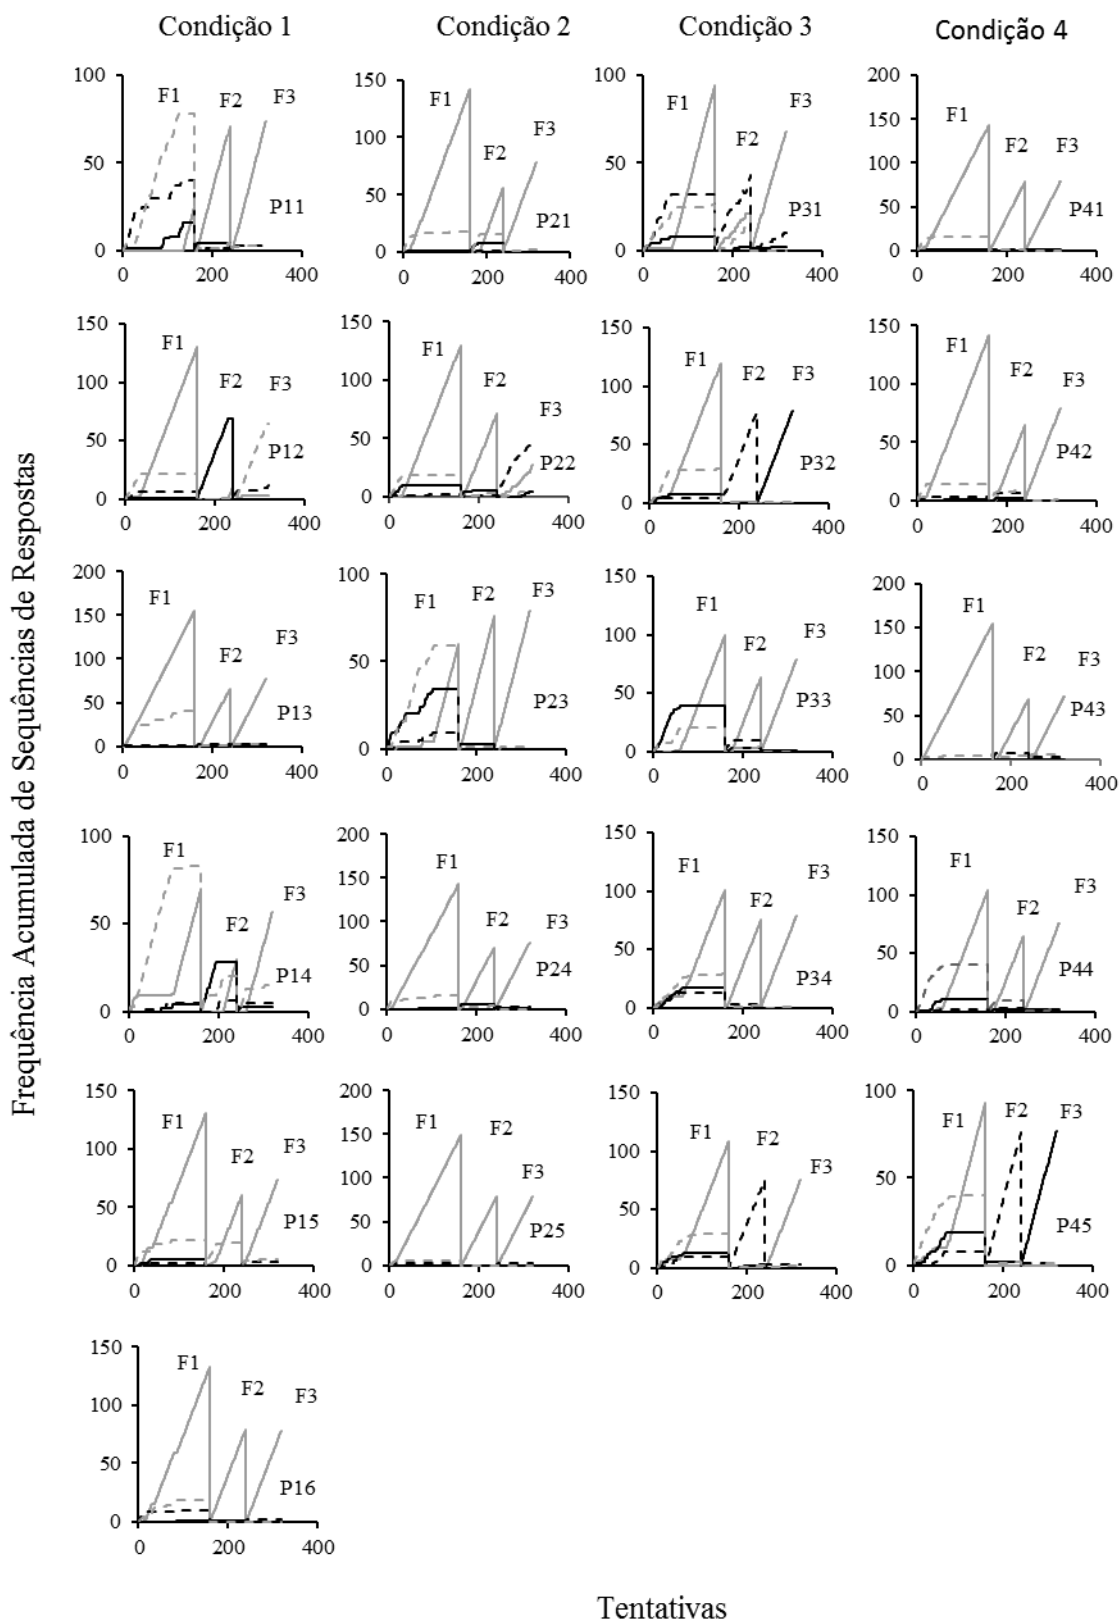 Condição 1 Condição 2 Condição 3 Condição 4
Frequência Acumulada de Sequências de Respostas
100 50 0 F1 F2 F3 P11 0 200 400
150 100 50 0 F1 F2 F3 P21 0 200 400
100 50 0 F1 F2 F3 P31 0 200 400
200 150 100 50 0 F1 F2 F3 P41 0 200 400
150 100 50 0 F1 F2 F3 P12 0 200 400
150 100 50 0 F1 F2 F3 P22 0 200 400
150 100 50 0 F1 F2 F3 P32 0 200 400
150 100 50 0 F1 F2 F3 P42 0 200 400
200 150 100 50 0 F1 F2 F3 P13 0 200 400
100 50 0 F1 F2 F3 P23 0 200 400
150 100 50 0 F1 F2 F3 P33 0 200 400
200 150 100 50 0 F1 F2 F3 P43 0 200 400
100 50 0 F1 F2 F3 P14 0 200 400
200 150 100 50 0 F1 F2 F3 P24 0 200 400
150 100 50 0 F1 F2 F3 P34 0 200 400
150 100 50 0 F1 F2 F3 P44 0 200 400
150 100 50 0 F1 F2 F3 P15 0 200 400
200 150 100 50 0 F1 F2 F3 P25 0 200 400
150 100 50 0 F1 F2 F3 0 200 400
100 50 0 F1 F2 F3 P45 0 200 400
150 100 50 0 F1 F2 F3 P16 0 200 400
Tentativas